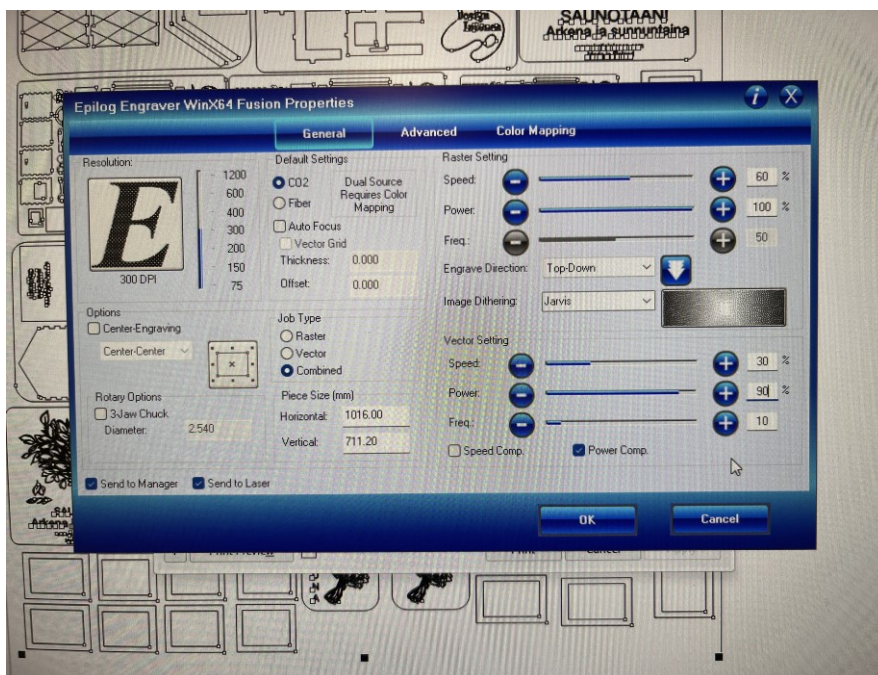 Design
SAUNOTAANI
Arkena ja sunnuntaina
Epilog Engraver WinX64 Fusion Properties
i X
General Advanced Color Mapping
Resolution:
E
1200
600
400
300
200
150
75
300 DPI
Default Settings
CO2
Fiber
Dual Source
Requires Color
Mapping
Auto Focus
Vector Grid
Thickness: 0.000
Offset: 0.000
Raster Setting
Speed: 60 %
Power: 100 %
Freq.: 50
Engrave Direction: Top-Down
Image Dithering: Jarvis
Options
Center-Engraving
Center-Center
Rotary Options
3-Jaw Chuck
Diameter: 2.540
Job Type
Raster
Vector
Combined
Piece Size (mm)
Horizontal: 1016.00
Vertical: 711.20
Vector Setting
Speed: 30 %
Power: 90 %
Freq.: 10
Speed Comp. Power Comp.
Send to Manager Send to Laser
OK Cancel